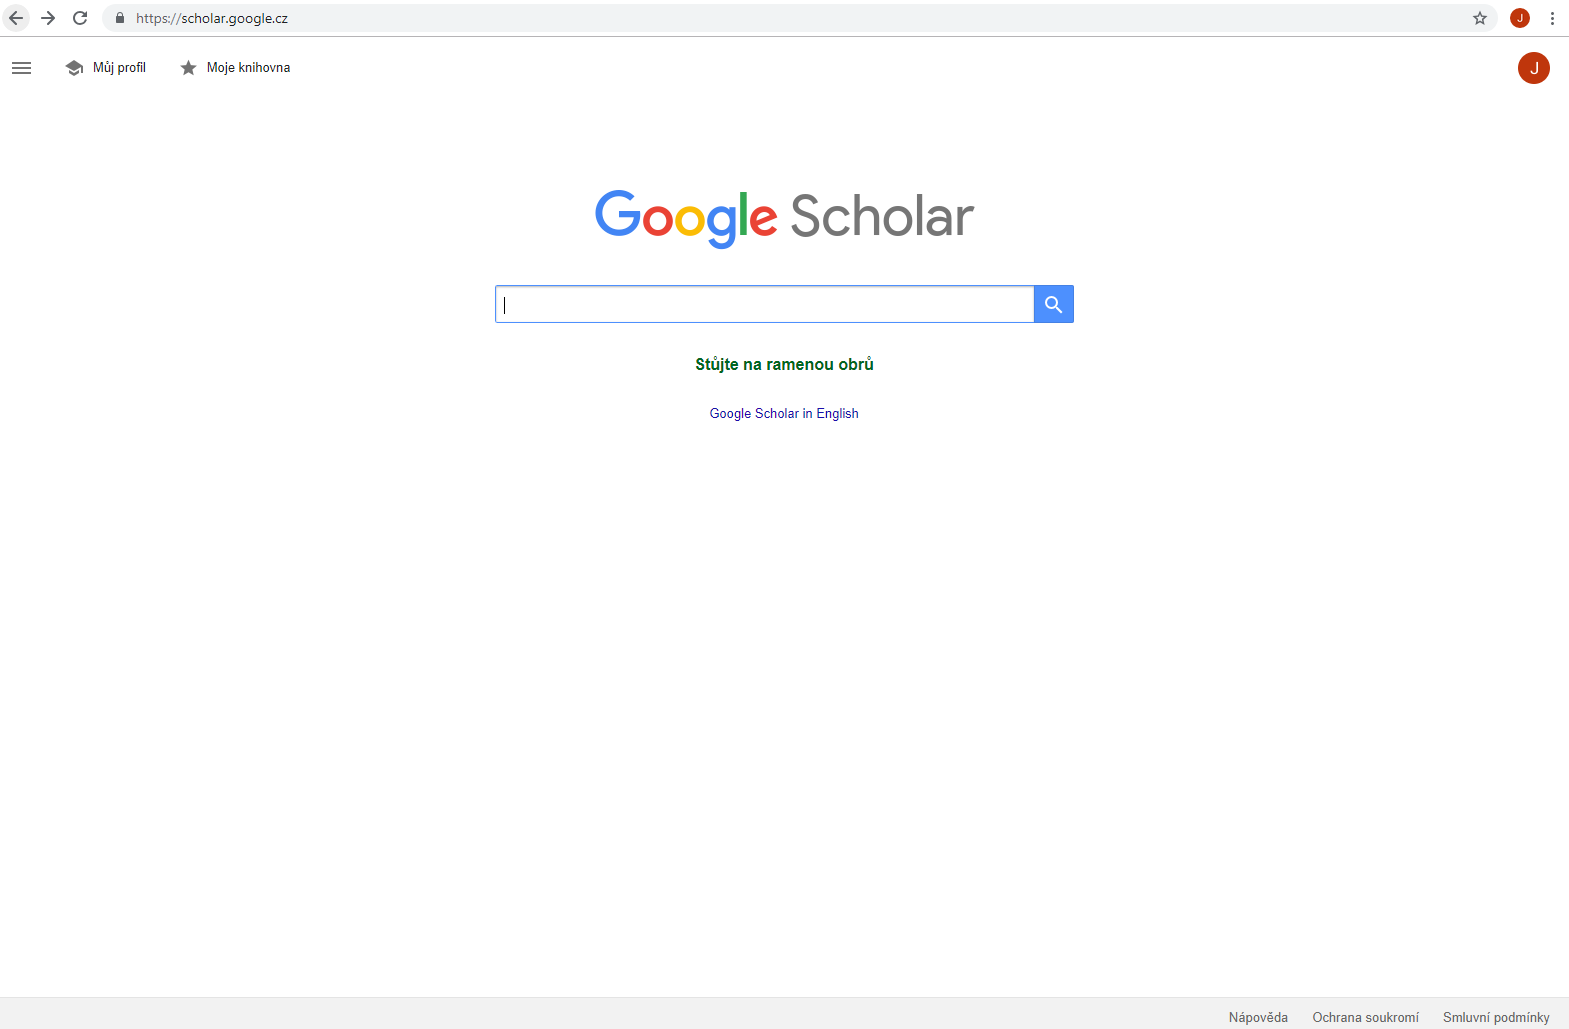 https://scholar.google.cz
J
Můj profil
Moje knihovna
J
Google Scholar
Stůjte na ramenou obrů
Google Scholar in English
Nápověda Ochrana soukromí Smluvní podmínky